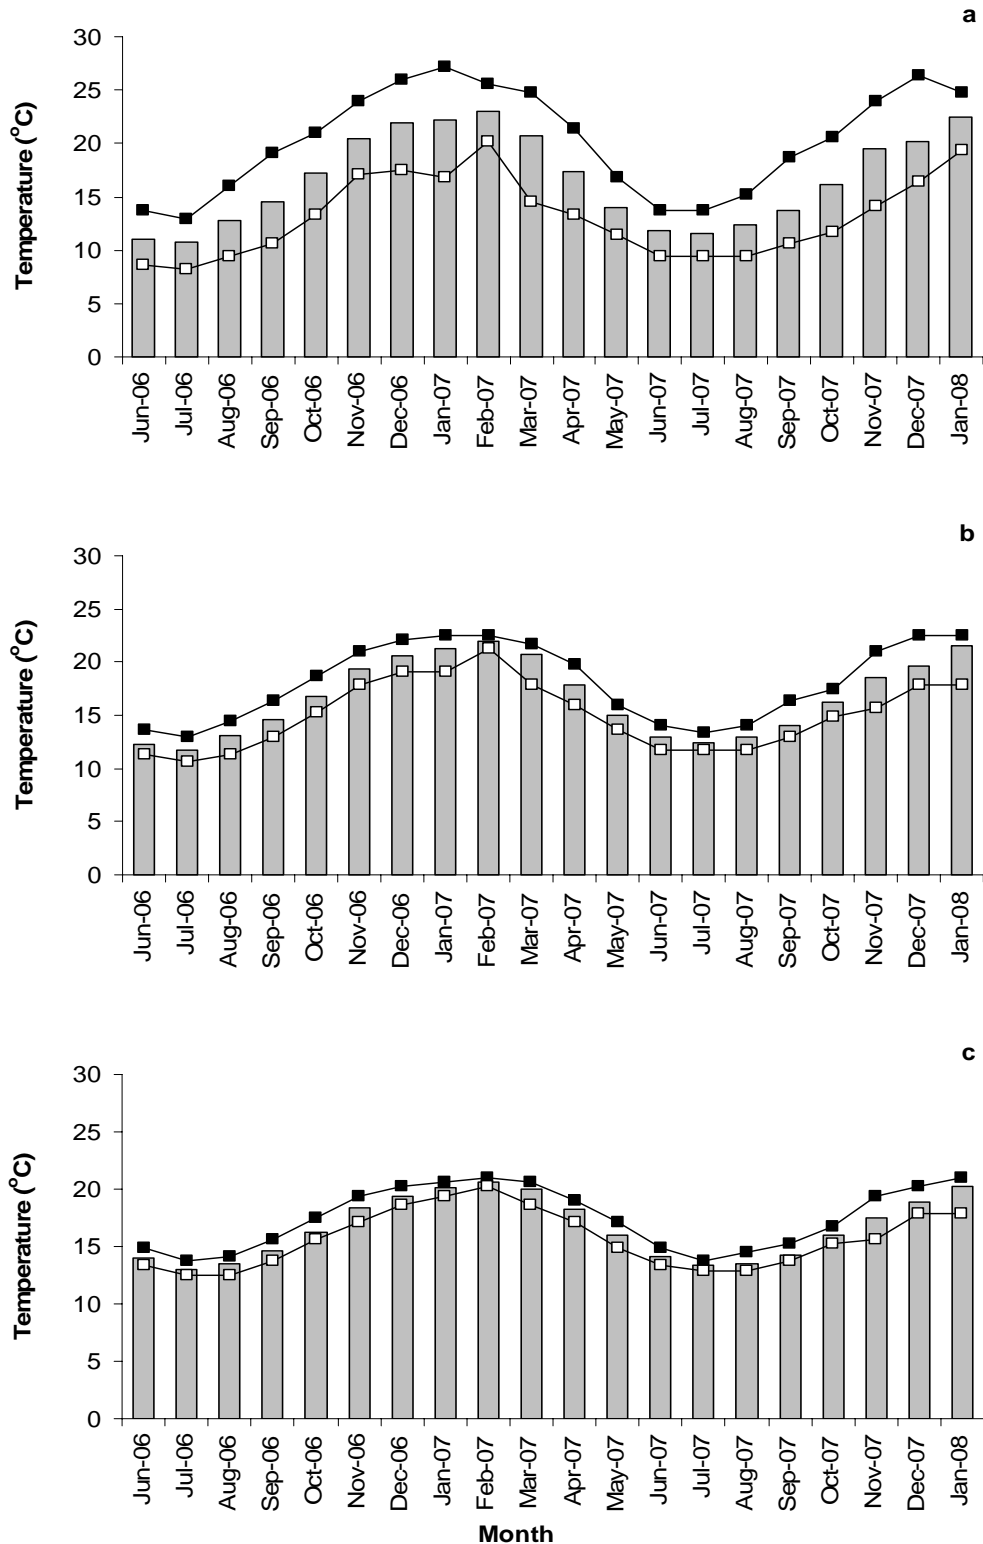 a
30
25
20
15
10
5
0
Temperature (°C)
Jun-06
Jul-06
Aug-06
Sep-06
Oct-06
Nov-06
Dec-06
Jan-07
Feb-07
Mar-07
Apr-07
May-07
Jun-07
Jul-07
Aug-07
Sep-07
Oct-07
Nov-07
Dec-07
Jan-08
b
30
25
20
15
10
5
0
Temperature (°C)
Jun-06
Jul-06
Aug-06
Sep-06
Oct-06
Nov-06
Dec-06
Jan-07
Feb-07
Mar-07
Apr-07
May-07
Jun-07
Jul-07
Aug-07
Sep-07
Oct-07
Nov-07
Dec-07
Jan-08
c
30
25
20
15
10
5
0
Temperature (°C)
Jun-06
Jul-06
Aug-06
Sep-06
Oct-06
Nov-06
Dec-06
Jan-07
Feb-07
Mar-07
Apr-07
May-07
Jun-07
Jul-07
Aug-07
Sep-07
Oct-07
Nov-07
Dec-07
Jan-08
Month